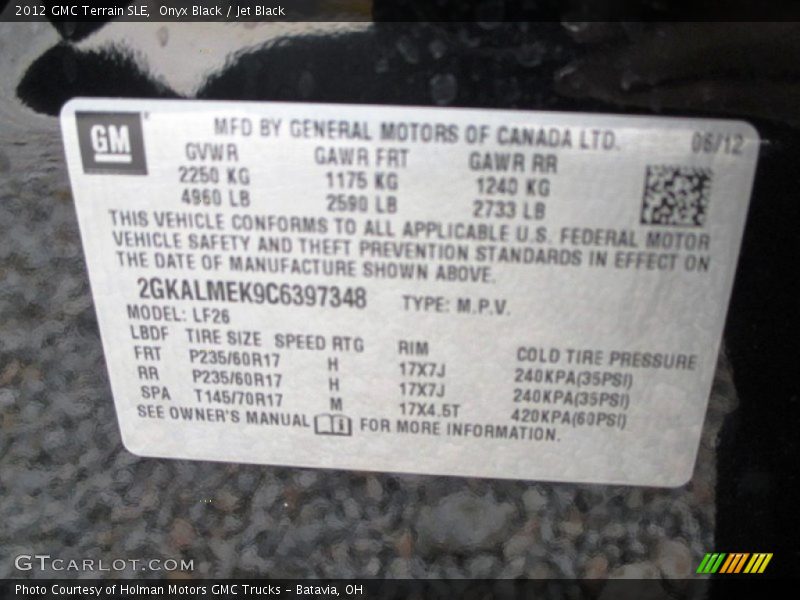 2012 GMC Terrain SLE, Onyx Black / Jet Black
GM
MFD BY GENERAL MOTORS OF CANADA LTD. 06/12
GVWR GAWR FRT GAWR RR
2250 KG 1175 KG 1240 KG
4960 LB 2590 LB 2733 LB
THIS VEHICLE CONFORMS TO ALL APPLICABLE U.S. FEDERAL MOTOR
VEHICLE SAFETY AND THEFT PREVENTION STANDARDS IN EFFECT ON
THE DATE OF MANUFACTURE SHOWN ABOVE.
2GKALMEK9C6397348 TYPE: M.P.V.
MODEL: LF26
LBDF TIRE SIZE SPEED RTG RIM COLD TIRE PRESSURE
FRT P235/60R17 H 17X7J 240KPA(35PSI)
RR P235/60R17 H 17X7J 240KPA(35PSI)
SPA T145/70R17 M 17X4.5T 420KPA(60PSI)
SEE OWNER'S MANUAL FOR MORE INFORMATION.
GTCARLOT.COM
Photo Courtesy of Holman Motors GMC Trucks - Batavia, OH